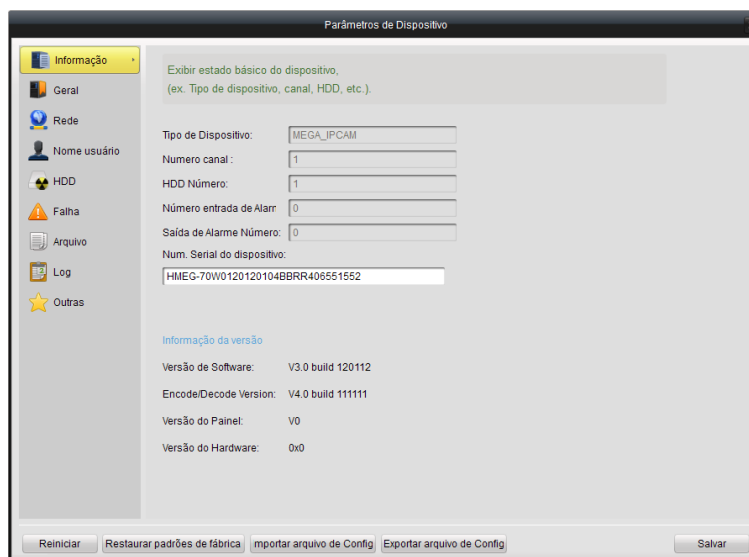 Parâmetros de Dispositivo
Informação
Geral
Rede
Nome usuário
HDD
Falha
Arquivo
Log
Outras
Exibir estado básico do dispositivo,
(ex. Tipo de dispositivo, canal, HDD, etc.).
Tipo de Dispositivo: MEGA_IPCAM
Numero canal : 1
HDD Número: 1
Número entrada de Alarr 0
Saída de Alarme Número: 0
Num. Serial do dispositivo:
HMEG-70W0120120104BBRR406551552
Informação da versão
Versão de Software: V3.0 build 120112
Encode/Decode Version: V4.0 build 111111
Versão do Painel: V0
Versão do Hardware: 0x0
Reiniciar Restaurar padrões de fábrica mportar arquivo de Config Exportar arquivo de Config Salvar